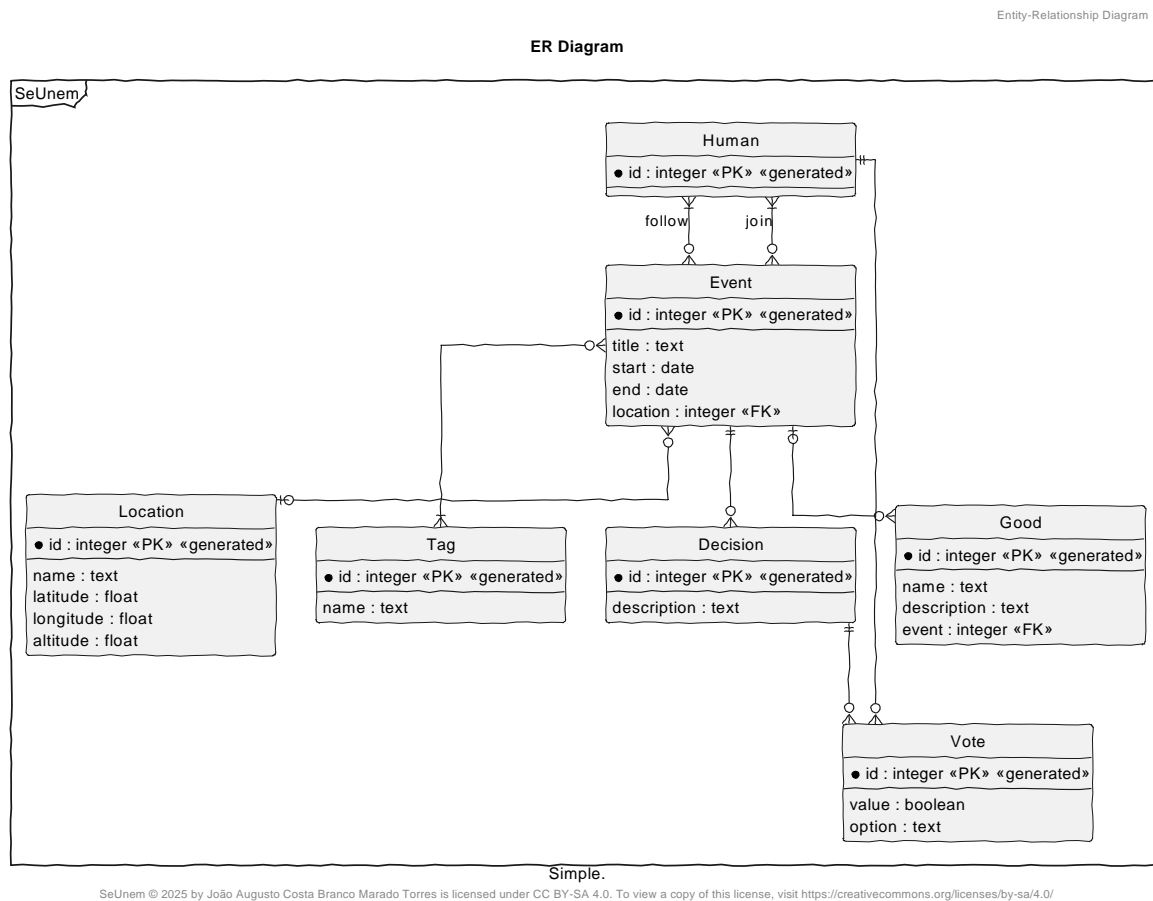 Entity-Relationship Diagram
ER Diagram
SeUnem
Human
id : integer «PK» «generated»
follow
join
Event
id : integer «PK» «generated»
title : text
start : date
end : date
location : integer «FK»
Location
id : integer «PK» «generated»
name : text
latitude : float
longitude : float
altitude : float
Tag
id : integer «PK» «generated»
name : text
Decision
id : integer «PK» «generated»
description : text
Good
id : integer «PK» «generated»
name : text
description : text
event : integer «FK»
Vote
id : integer «PK» «generated»
value : boolean
option : text
Simple.
SeUnem © 2025 by João Augusto Costa Branco Marado Torres is licensed under CC BY-SA 4.0. To view a copy of this license, visit https://creativecommons.org/licenses/by-sa/4.0/